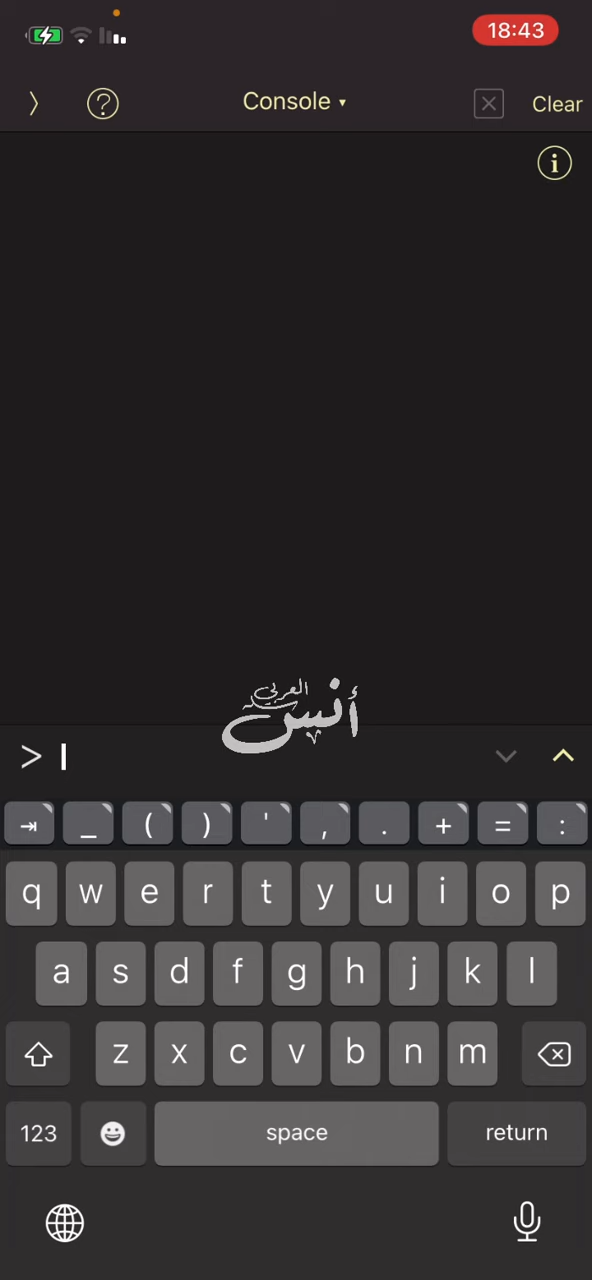 18:43
? Console ▾ Clear
i
العربي
أنس
>
⇥ _ ( ) ' , . + = :
q w e r t y u i o p
a s d f g h j k l
z x c v b n m
123 space return